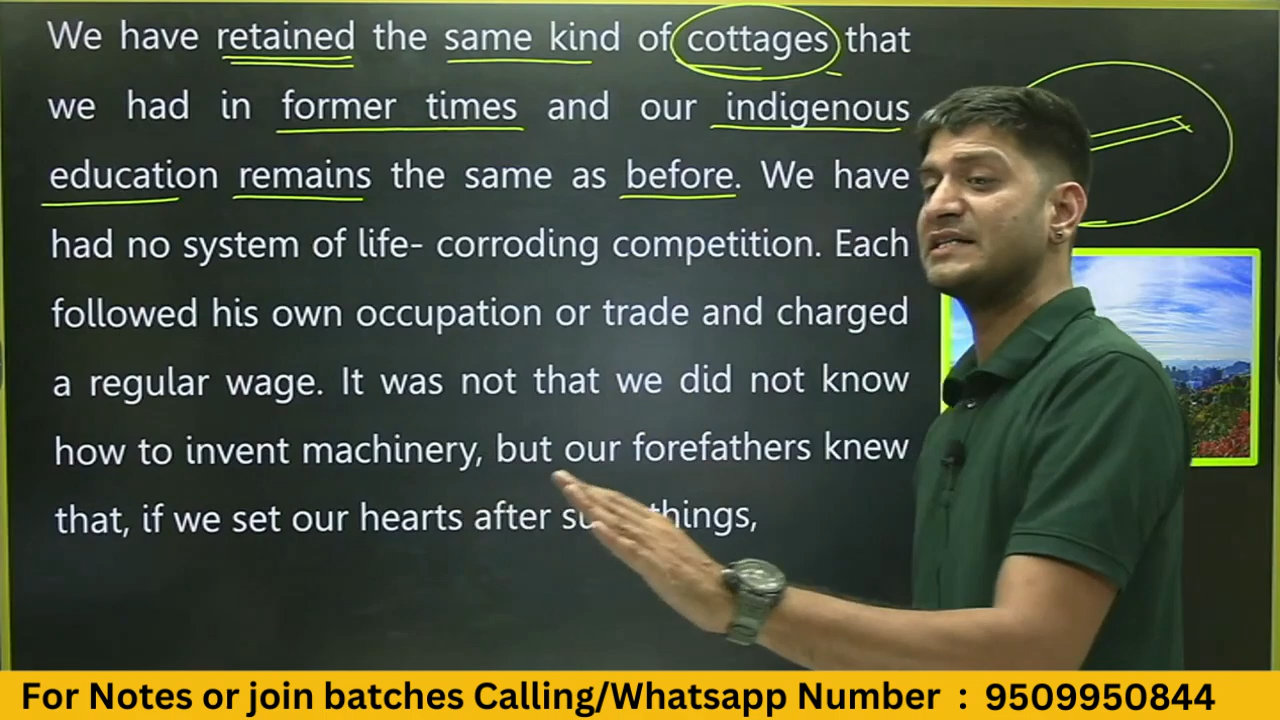 We have retained the same kind of cottages that
we had in former times and our indigenous
education remains the same as before. We have
had no system of life- corroding competition. Each
followed his own occupation or trade and charged
a regular wage. It was not that we did not know
how to invent machinery, but our forefathers knew
that, if we set our hearts after things,
For Notes or join batches Calling/Whatsapp Number : 9509950844